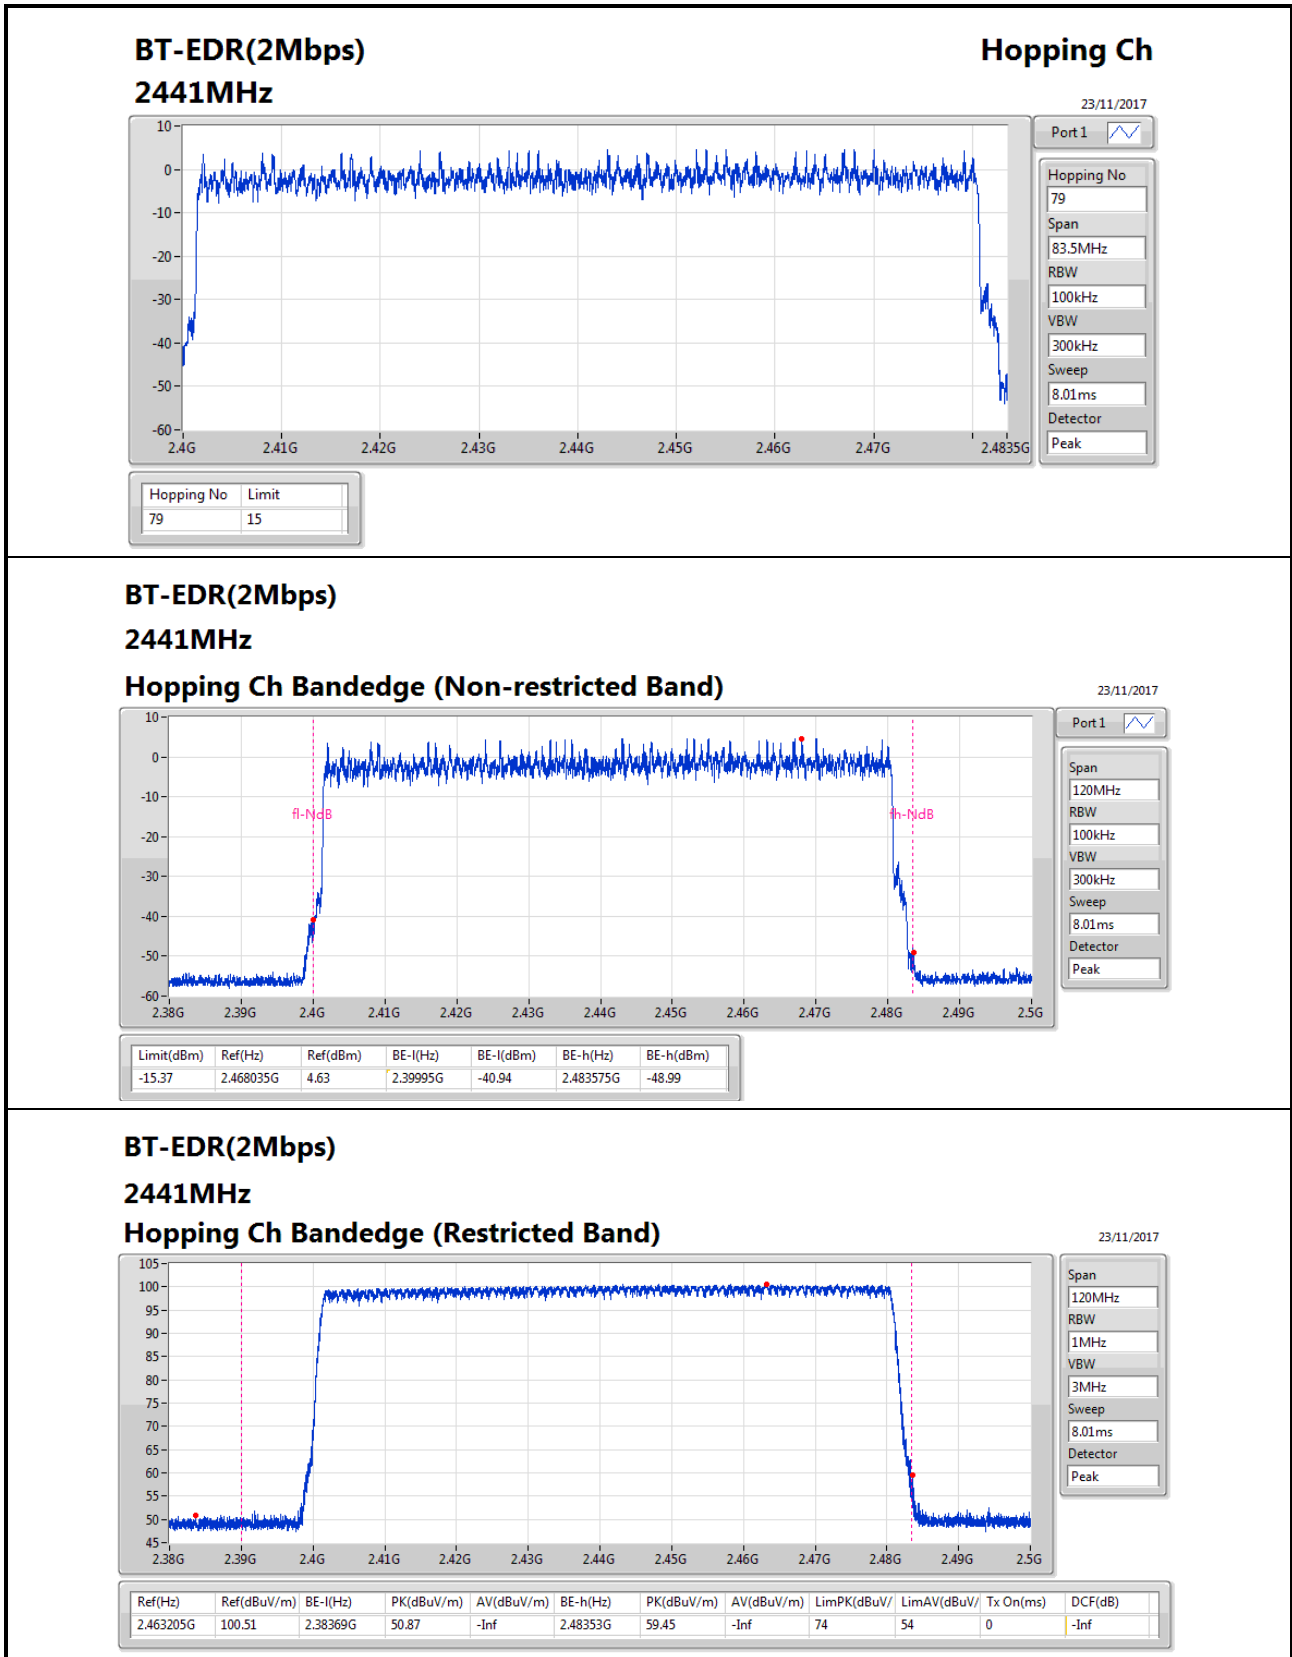 BT-EDR(2Mbps) Hopping Ch
2441MHz
23/11/2017
Port 1
Hopping No
79
Span
83.5MHz
RBW
100kHz
VBW
300kHz
Sweep
8.01ms
Detector
Peak
10
0
-10
-20
-30
-40
-50
-60
2.4G 2.41G 2.42G 2.43G 2.44G 2.45G 2.46G 2.47G 2.4835G
Hopping No Limit
79 15
BT-EDR(2Mbps)
2441MHz
Hopping Ch Bandedge (Non-restricted Band)
23/11/2017
Port 1
Span
120MHz
RBW
100kHz
VBW
300kHz
Sweep
8.01ms
Detector
Peak
10
0
-10
-20
-30
-40
-50
-60
fl-NdB fh-NdB
2.38G 2.39G 2.4G 2.41G 2.42G 2.43G 2.44G 2.45G 2.46G 2.47G 2.48G 2.49G 2.5G
Limit(dBm) Ref(Hz) Ref(dBm) BE-l(Hz) BE-l(dBm) BE-h(Hz) BE-h(dBm)
-15.37 2.468035G 4.63 2.39995G -40.94 2.483575G -48.99
BT-EDR(2Mbps)
2441MHz
Hopping Ch Bandedge (Restricted Band)
23/11/2017
Span
120MHz
RBW
1MHz
VBW
3MHz
Sweep
8.01ms
Detector
Peak
105
100
95
90
85
80
75
70
65
60
55
50
45
2.38G 2.39G 2.4G 2.41G 2.42G 2.43G 2.44G 2.45G 2.46G 2.47G 2.48G 2.49G 2.5G
Ref(Hz) Ref(dBuV/m) BE-l(Hz) PK(dBuV/m) AV(dBuV/m) BE-h(Hz) PK(dBuV/m) AV(dBuV/m) LimPK(dBuV/ LimAV(dBuV/ Tx On(ms) DCF(dB)
2.463205G 100.51 2.38369G 50.87 -Inf 2.48353G 59.45 -Inf 74 54 0 -Inf